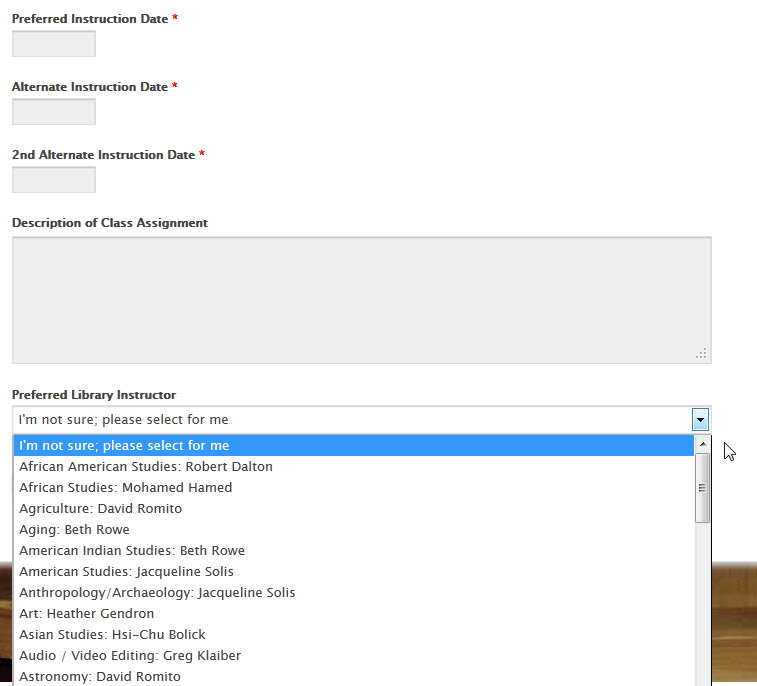 Preferred Instruction Date *
Alternate Instruction Date *
2nd Alternate Instruction Date *
Description of Class Assignment
Preferred Library Instructor
I'm not sure; please select for me
I'm not sure; please select for me
African American Studies: Robert Dalton
African Studies: Mohamed Hamed
Agriculture: David Romito
Aging: Beth Rowe
American Indian Studies: Beth Rowe
American Studies: Jacqueline Solis
Anthropology/Archaeology: Jacqueline Solis
Art: Heather Gendron
Asian Studies: Hsi-Chu Bolick
Audio / Video Editing: Greg Klaiber
Astronomy: David Romito